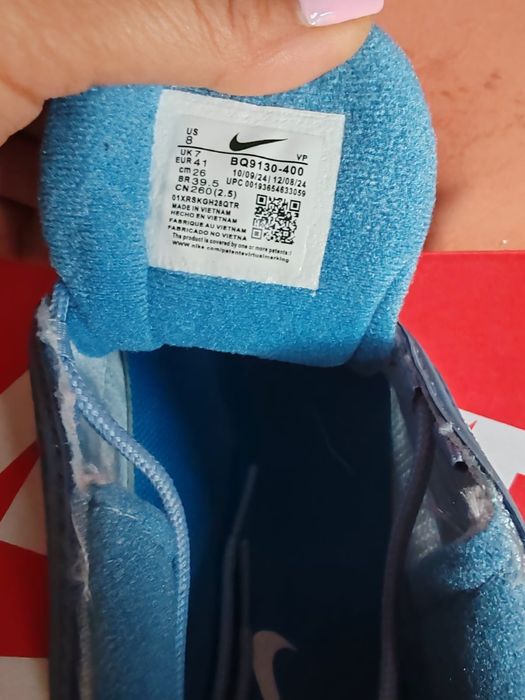 US
8
UK 7
EUR 41
cm 26
BR 39.5
CN 260(2.5)
VP
BQ9130-400
10/09/24 12/08/24
UPC 00193654633059
01XRSKGH28QTR
MADE IN VIETNAM
HECHO EN VIETNAM
FABRIQUE AU VIETNAM
FABRICADO NO VIETNA
The product is covered by one or more patents:
www.nike.com/patentsvirtualmarking